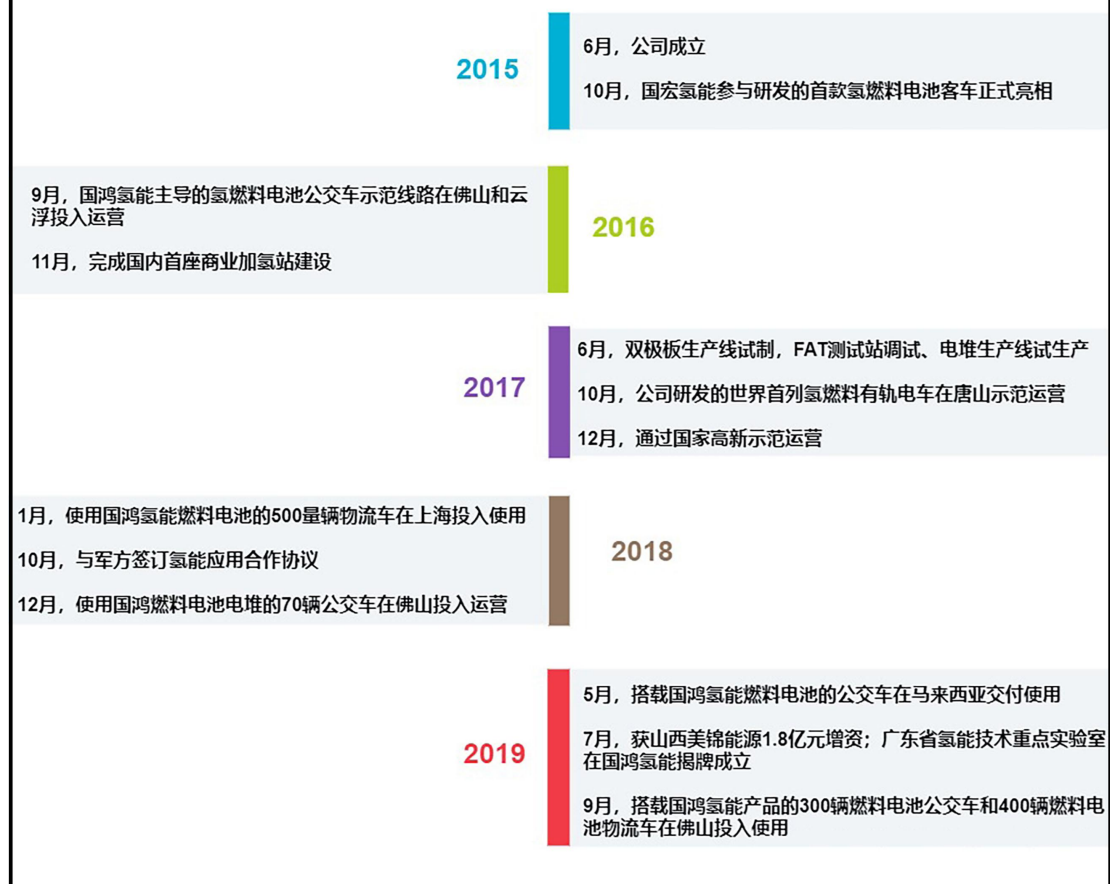 2015
6月，公司成立
10月，国宏氢能参与研发的首款氢燃料电池客车正式亮相
9月，国鸿氢能主导的氢燃料电池公交车示范线路在佛山和云
浮投入运营
11月，完成国内首座商业加氢站建设
2016
2017
6月，双极板生产线试制，FAT测试站调试、电堆生产线试生产
10月，公司研发的世界首列氢燃料有轨电车在唐山示范运营
12月，通过国家高新示范运营
1月，使用国鸿氢能燃料电池的500量辆物流车在上海投入使用
10月，与军方签订氢能应用合作协议
12月，使用国鸿燃料电池电堆的70辆公交车在佛山投入运营
2018
2019
5月，搭载国鸿氢能燃料电池的公交车在马来西亚交付使用
7月，获山西美锦能源1.8亿元增资；广东省氢能技术重点实验室
在国鸿氢能揭牌成立
9月，搭载国鸿氢能产品的300辆燃料电池公交车和400辆燃料电
池物流车在佛山投入使用